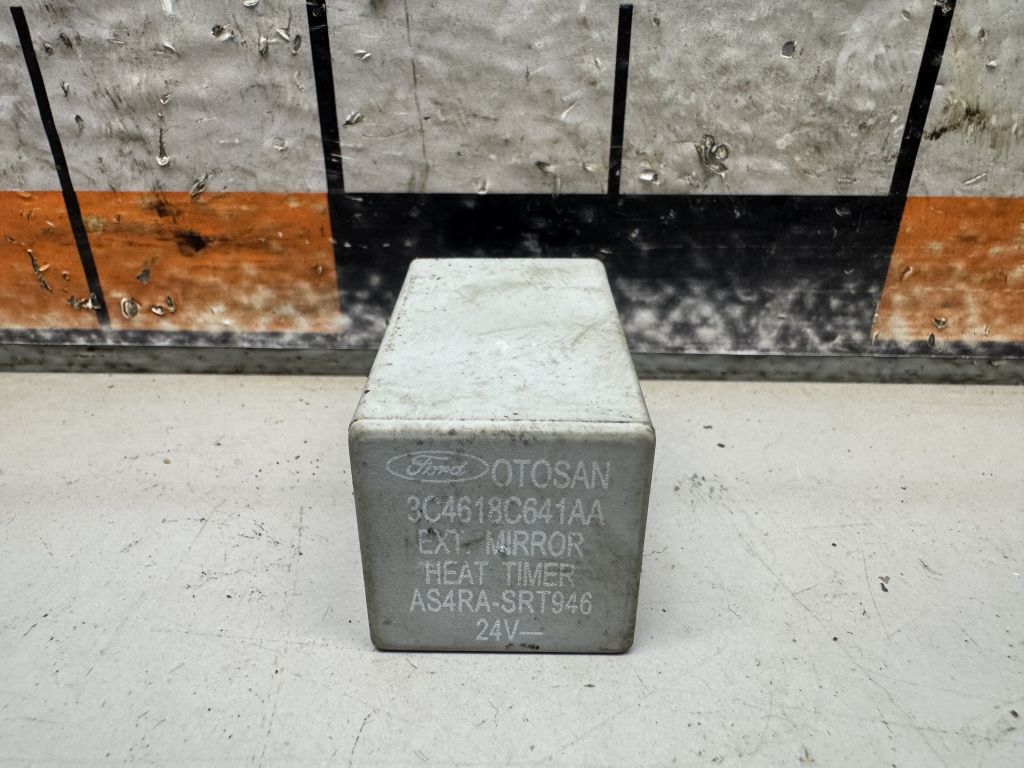 Ford OTOSAN
3C4618C641AA
EXT. MIRROR
HEAT TIMER
AS4RA-SRT946
24V⎓